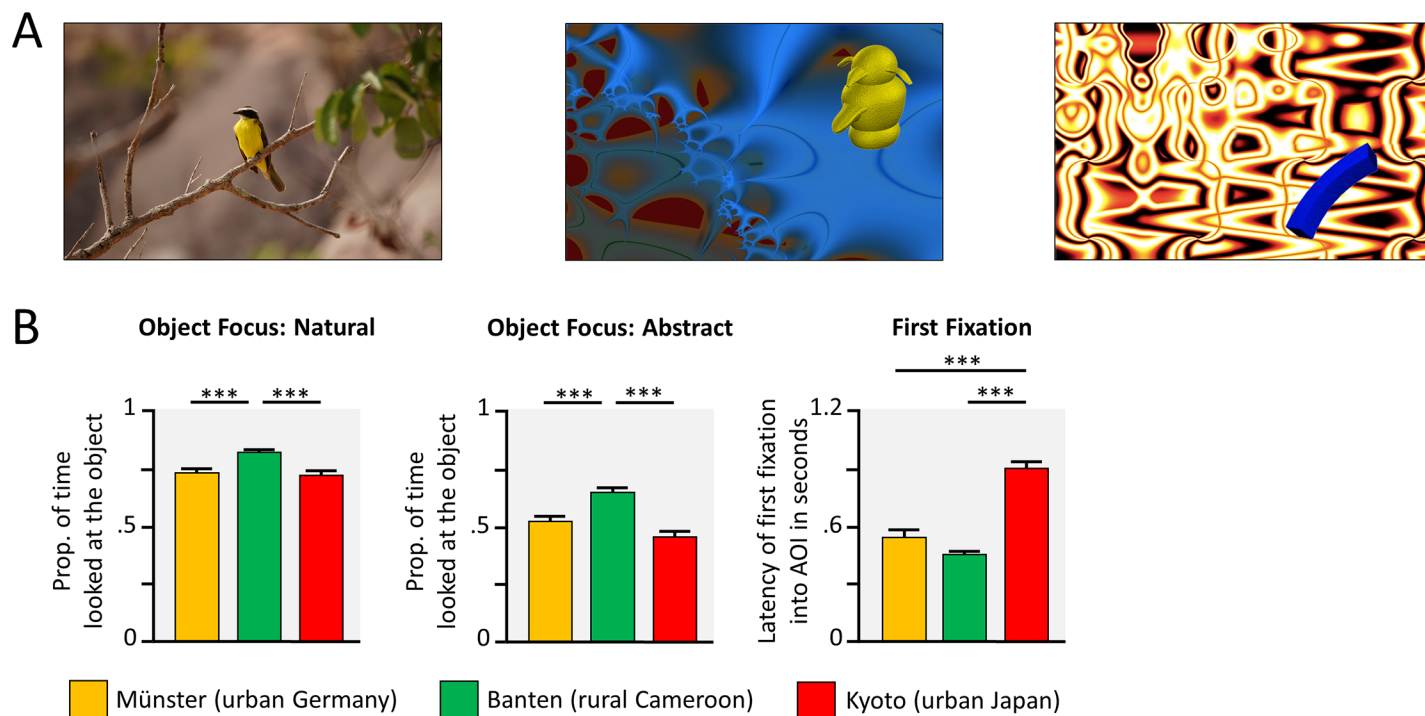 A
B
Object Focus: Natural
Object Focus: Abstract
First Fixation
Prop. of time
looked at the object
1
.5
0
***
***
Prop. of time
looked at the object
1
.5
0
***
***
Latency of first fixation
into AOI in seconds
1.2
.6
0
***
***
Münster (urban Germany)
Banten (rural Cameroon)
Kyoto (urban Japan)